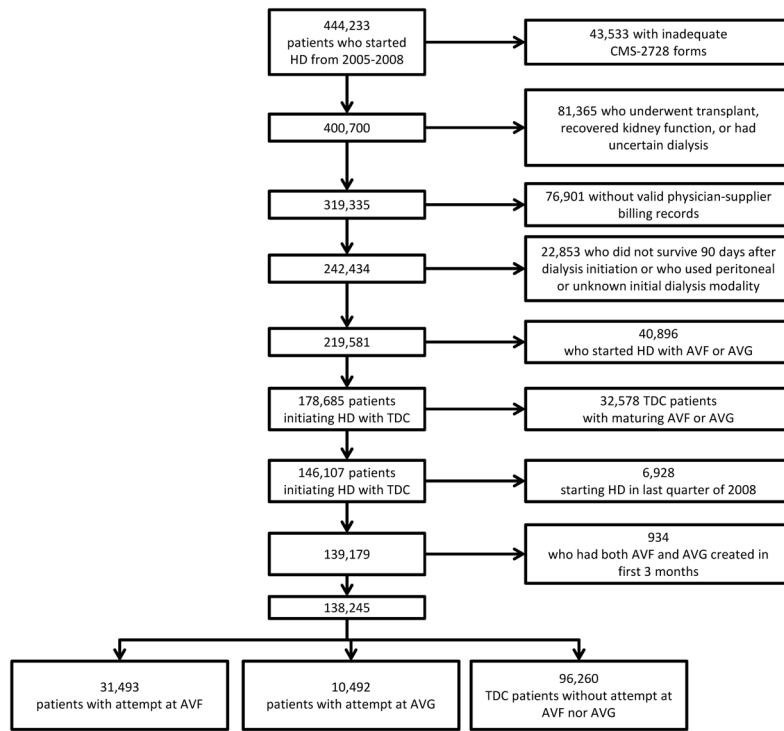 444,233
patients who started
HD from 2005-2008
43,533 with inadequate
CMS-2728 forms
400,700
81,365 who underwent transplant,
recovered kidney function, or had
uncertain dialysis
319,335
76,901 without valid physician-supplier
billing records
242,434
22,853 who did not survive 90 days after
dialysis initiation or who used peritoneal
or unknown initial dialysis modality
219,581
40,896
who started HD with AVF or AVG
178,685 patients
initiating HD with TDC
32,578 TDC patients
with maturing AVF or AVG
146,107 patients
initiating HD with TDC
6,928
starting HD in last quarter of 2008
139,179
934
who had both AVF and AVG created in
first 3 months
138,245
31,493
patients with attempt at AVF
10,492
patients with attempt at AVG
96,260
TDC patients without attempt at
AVF nor AVG